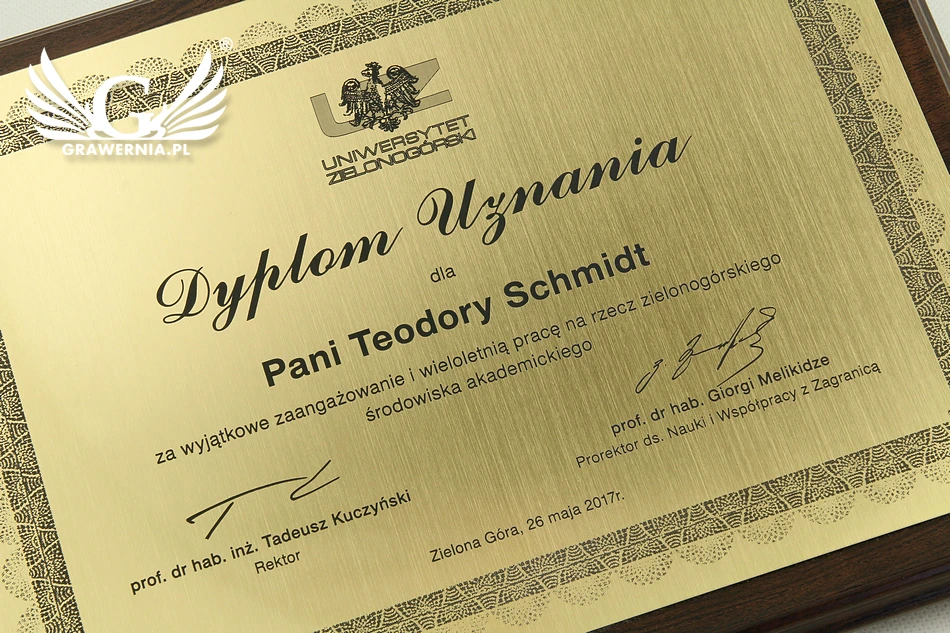 G
®
GRAWERNIA.PL
UZ
UNIWERSYTET
ZIELONOGÓRSKI
Dyplom Uznania
dla
Pani Teodory Schmidt
za wyjątkowe zaangażowanie i wieloletnią pracę na rzecz zielonogórskiego
środowiska akademickiego
prof. dr hab. Giorgi Melikidze
Prorektor ds. Nauki i Współpracy z Zagranicą
prof. dr hab. inż. Tadeusz Kuczyński
Rektor
Zielona Góra, 26 maja 2017r.